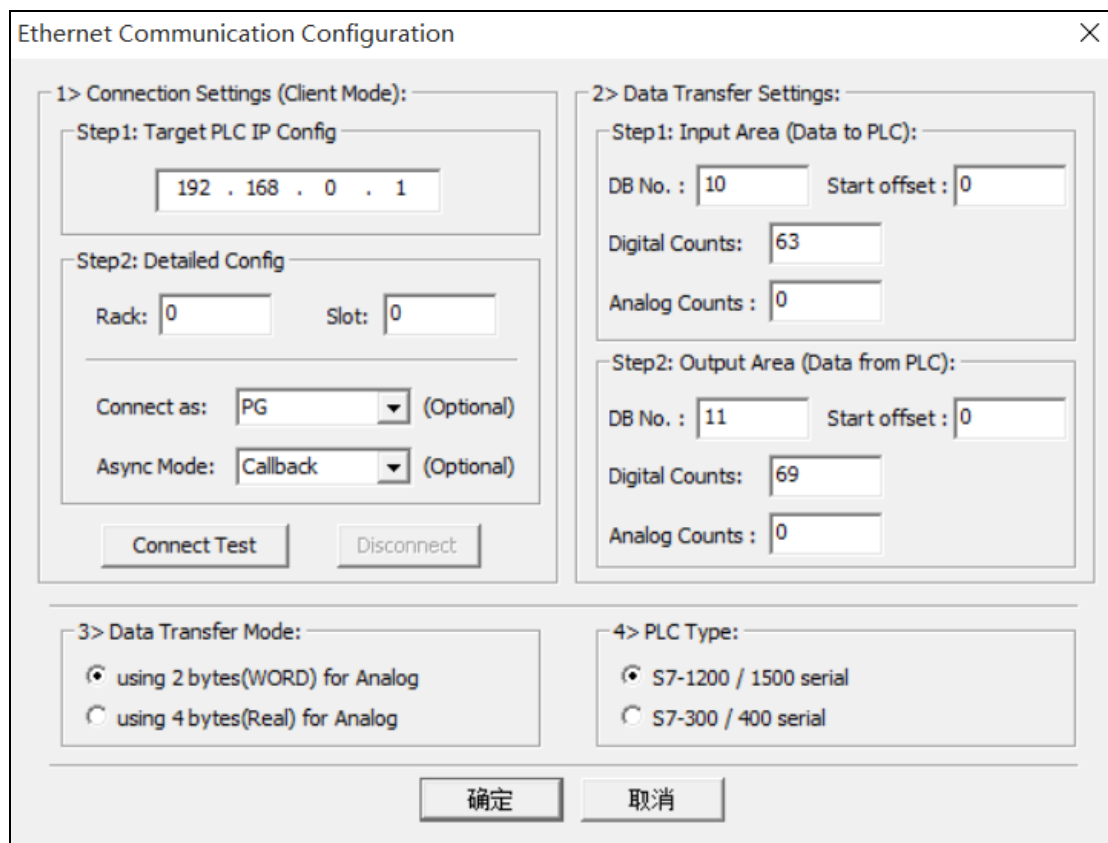 Ethernet Communication Configuration
1> Connection Settings (Client Mode):
Step1: Target PLC IP Config
192 . 168 . 0 . 1
Step2: Detailed Config
Rack: 0 Slot: 0
Connect as: PG (Optional)
Async Mode: Callback (Optional)
Connect Test Disconnect
2> Data Transfer Settings:
Step1: Input Area (Data to PLC):
DB No. : 10 Start offset : 0
Digital Counts: 63
Analog Counts : 0
Step2: Output Area (Data from PLC):
DB No. : 11 Start offset : 0
Digital Counts: 69
Analog Counts : 0
3> Data Transfer Mode:
using 2 bytes(WORD) for Analog
using 4 bytes(Real) for Analog
4> PLC Type:
S7-1200 / 1500 serial
S7-300 / 400 serial
确定 取消